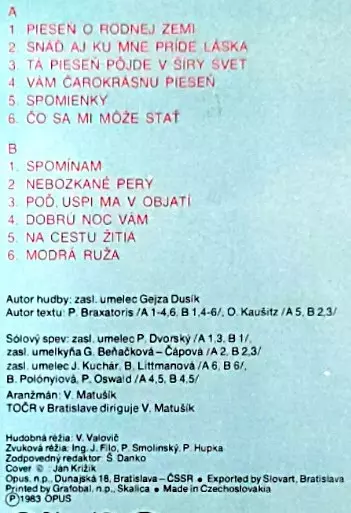 A
1 PIESEŇ O RODNEJ ZEMI
2. SNÁĎ AJ KU MNE PRÍDE LÁSKA
3. TÁ PIESEŇ PÔJDE V ŠÍRY SVET
4 VÁM ČAROKRÁSNU PIESEŇ
5. SPOMIENKY
6. ČO SA MI MÔŽE STAŤ
B
1. SPOMÍNAM
2 NEBOZKANÉ PERY
3. POĎ, USPI MA V OBJATÍ
4. DOBRÚ NOC VÁM
5. NA CESTU ŽITIA
6. MODRÁ RUŽA
Autor hudby: zasl. umelec Gejza Dusík
Autor textu: P. Braxatoris /A 1-4,6, B 1,4-6/, O. Kaušitz /A 5, B 2,3/
Sólový spev: zasl. umelec P. Dvorský /A 1,3, B 1/,
zasl. umelkyňa G. Beňačková – Čápová /A 2, B 2,3/
zasl. umelec J. Kuchár, B. Littmanová /A 6, B 6/,
B. Polónyiová, P. Oswald /A 4,5, B 4,5/
Aranžmán: V. Matušík
TOČR v Bratislave diriguje V. Matušík
Hudobná réžia: V. Valovič
Zvuková réžia: Ing. J. Filo, P. Smolinský, P. Hupka
Zodpovedný redaktor: Š. Danko
Cover © : Ján Krížik
Opus. n.p., Dunajská 18, Bratislava – ČSSR ● Exported by Slovart, Bratislava
Printed by Grafobal, n.p., Skalica ● Made in Czechoslovakia
Ⓟ 1983 OPUS